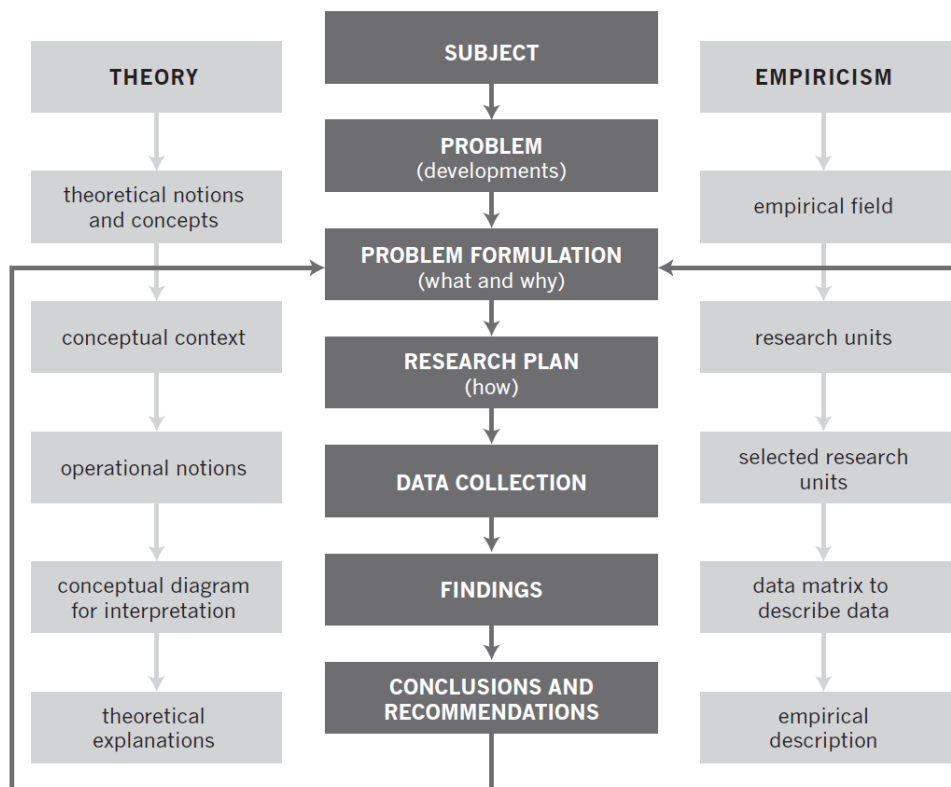 THEORY
theoretical notions
and concepts
conceptual context
operational notions
conceptual diagram
for interpretation
theoretical
explanations
SUBJECT
PROBLEM
(developments)
PROBLEM FORMULATION
(what and why)
RESEARCH PLAN
(how)
DATA COLLECTION
FINDINGS
CONCLUSIONS AND
RECOMMENDATIONS
EMPIRICISM
empirical field
research units
selected research
units
data matrix to
describe data
empirical
description